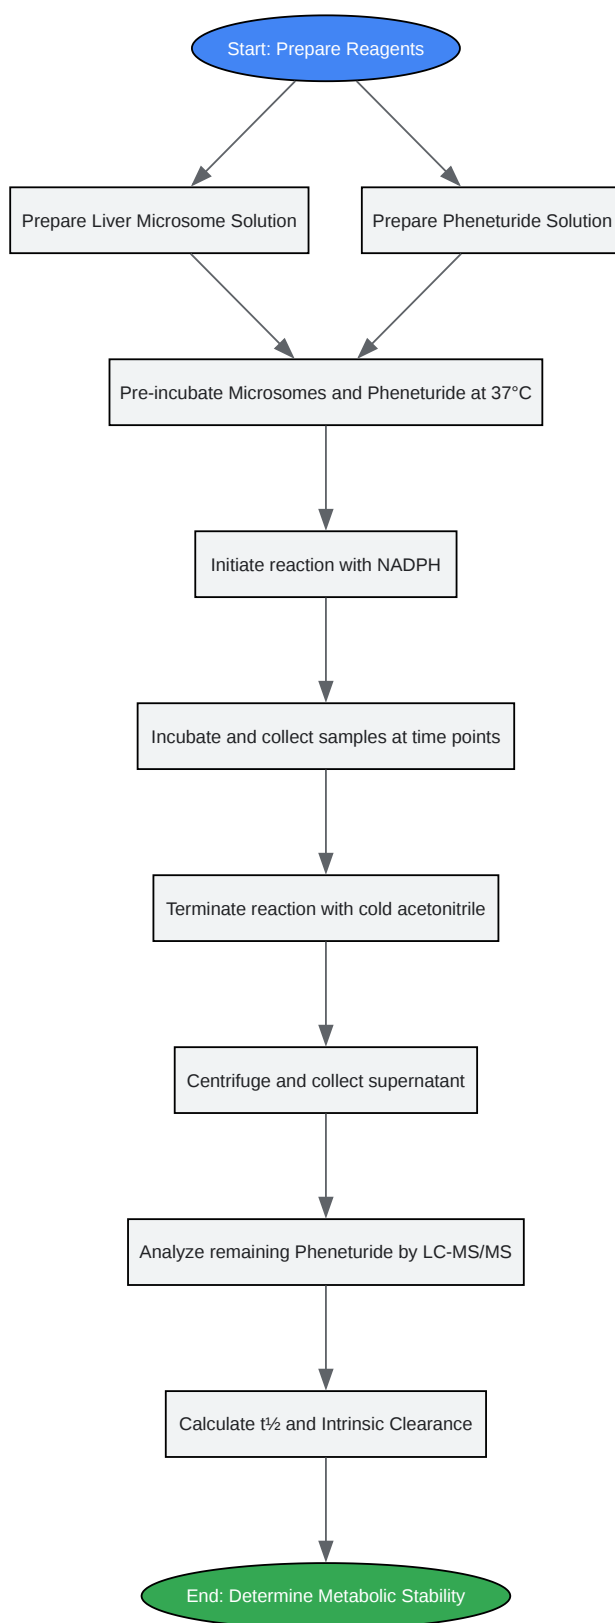 Start: Prepare Reagents
Prepare Liver Microsome Solution
Prepare Pheneturide Solution
Pre-incubate Microsomes and Pheneturide at 37°C
Initiate reaction with NADPH
Incubate and collect samples at time points
Terminate reaction with cold acetonitrile
Centrifuge and collect supernatant
Analyze remaining Pheneturide by LC-MS/MS
Calculate t½ and Intrinsic Clearance
End: Determine Metabolic Stability